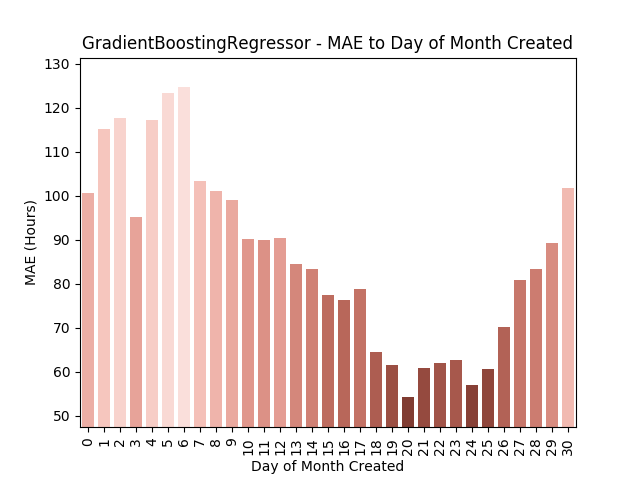 GradientBoostingRegressor - MAE to Day of Month Created
130
120
110
100
90
80
70
60
50
MAE (Hours)
0 1 2 3 4 5 6 7 8 9 10 11 12 13 14 15 16 17 18 19 20 21 22 23 24 25 26 27 28 29 30
Day of Month Created